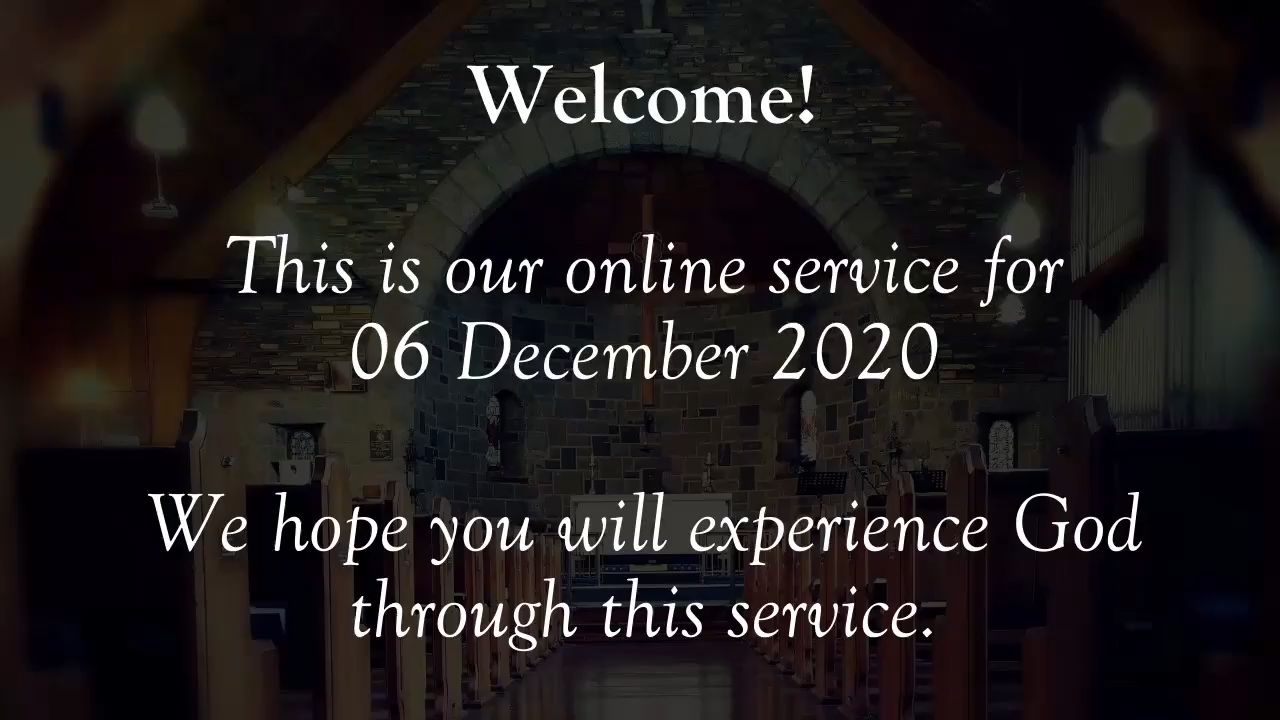 Welcome!
This is our online service for
06 December 2020
We hope you will experience God
through this service.